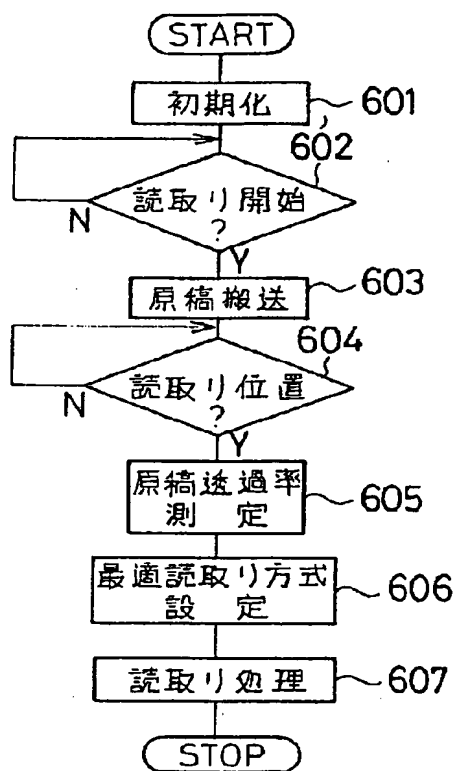 START
初期化
601
602
読取り開始
?
N
Y
原稿搬送
603
604
読取り位置
?
N
Y
原稿透過率
測定
605
最適読取り方式
設定
606
読取り処理
607
STOP